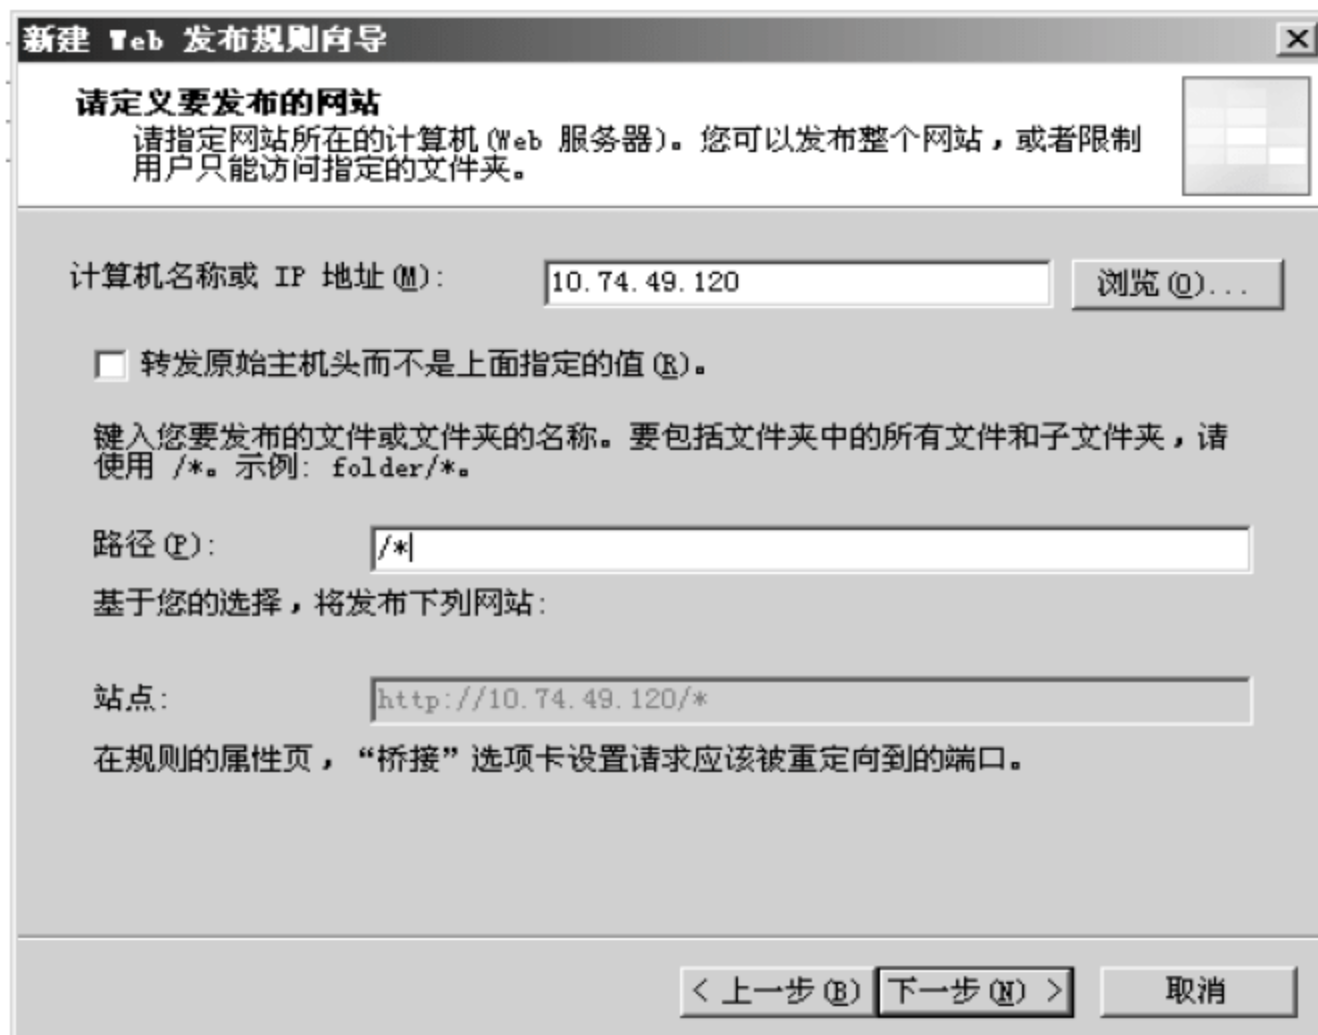 新建 Web 发布规则向导
请定义要发布的网站
请指定网站所在的计算机(Web 服务器)。您可以发布整个网站，或者限制
用户只能访问指定的文件夹。
计算机名称或 IP 地址(M): 10.74.49.120 浏览(O)...
转发原始主机头而不是上面指定的值(R)。
键入您要发布的文件或文件夹的名称。要包括文件夹中的所有文件和子文件夹，请
使用 /*。示例: folder/*。
路径(P): /*
基于您的选择，将发布下列网站:
站点: http://10.74.49.120/*
在规则的属性页，“桥接”选项卡设置请求应该被重定向到的端口。
< 上一步(B) 下一步(N) > 取消